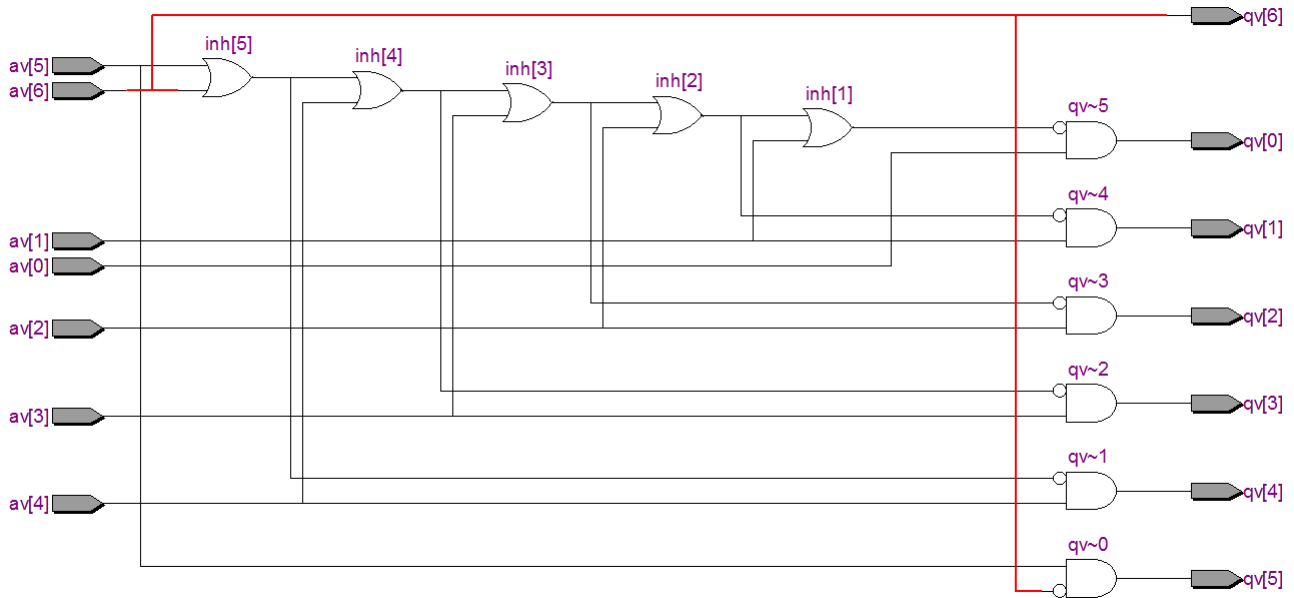 qv[6]
inh[5]
inh[4]
inh[3]
inh[2]
inh[1]
av[5]
av[6]
qv~5
qv[0]
qv~4
av[1]
qv[1]
av[0]
qv~3
av[2]
qv[2]
qv~2
av[3]
qv[3]
qv~1
av[4]
qv[4]
qv~0
qv[5]